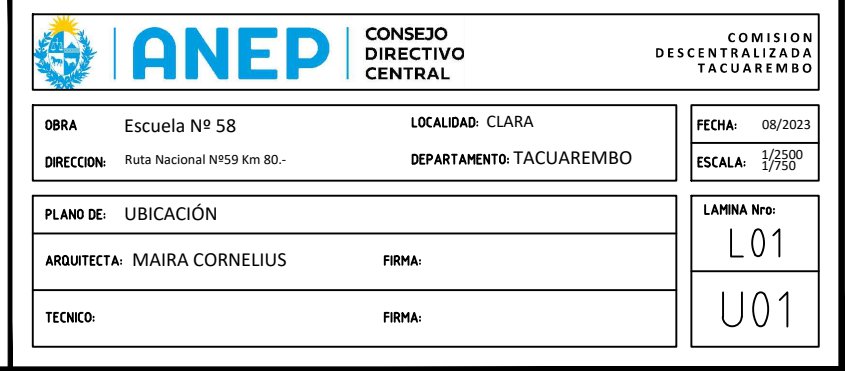 ANEP
CONSEJO
DIRECTIVO
CENTRAL
COMISION
DESCENTRALIZADA
TACUAREMBO
OBRA Escuela Nº 58 LOCALIDAD: CLARA
DIRECCION: Ruta Nacional Nº59 Km 80.- DEPARTAMENTO: TACUAREMBO
FECHA: 08/2023
ESCALA: 1/2500
1/750
PLANO DE: UBICACIÓN
ARQUITECTA: MAIRA CORNELIUS FIRMA:
TECNICO: FIRMA:
LAMINA Nro:
L01
U01